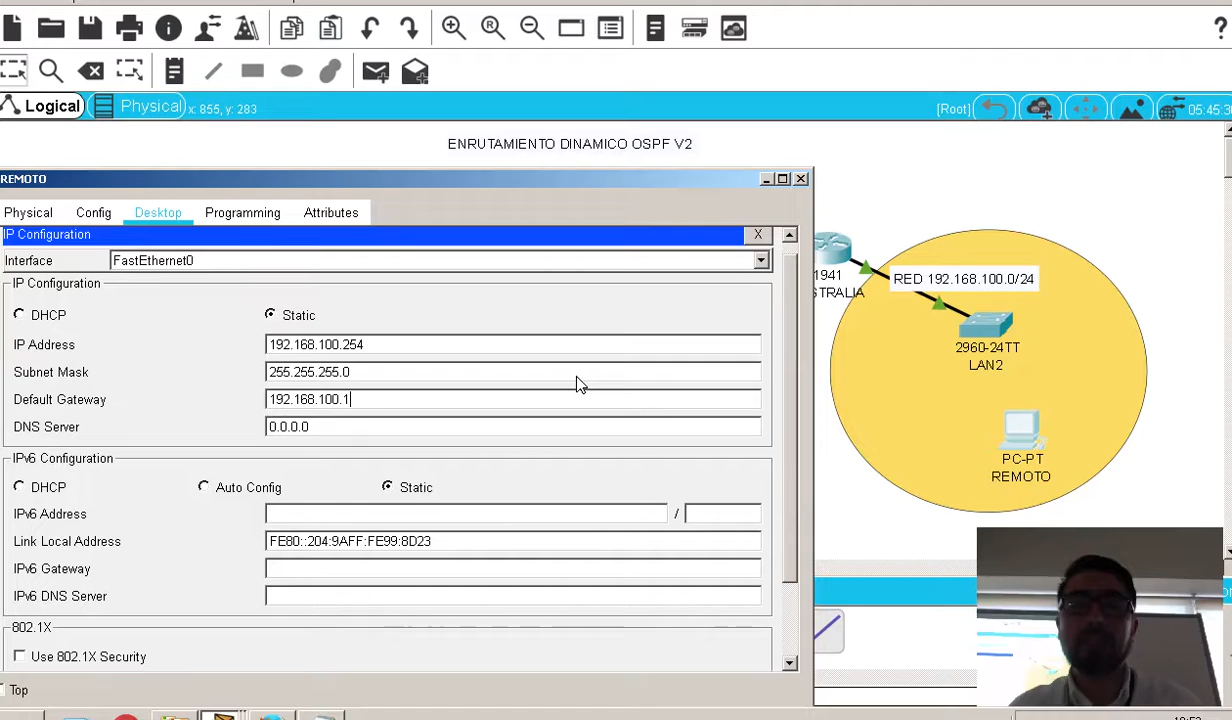 Logical
Physical
x: 855, y: 283
[Root]
05:45:3
ENRUTAMIENTO DINAMICO OSPF V2
REMOTO
Physical
Config
Desktop
Programming
Attributes
IP Configuration
X
Interface
FastEthernet0
IP Configuration
DHCP
Static
IP Address
192.168.100.254
Subnet Mask
255.255.255.0
Default Gateway
192.168.100.1
DNS Server
0.0.0.0
IPv6 Configuration
DHCP
Auto Config
Static
IPv6 Address
/
Link Local Address
FE80::204:9AFF:FE99:8D23
IPv6 Gateway
IPv6 DNS Server
802.1X
Use 802.1X Security
Top
1941
STRALIA
RED 192.168.100.0/24
2960-24TT
LAN2
PC-PT
REMOTO